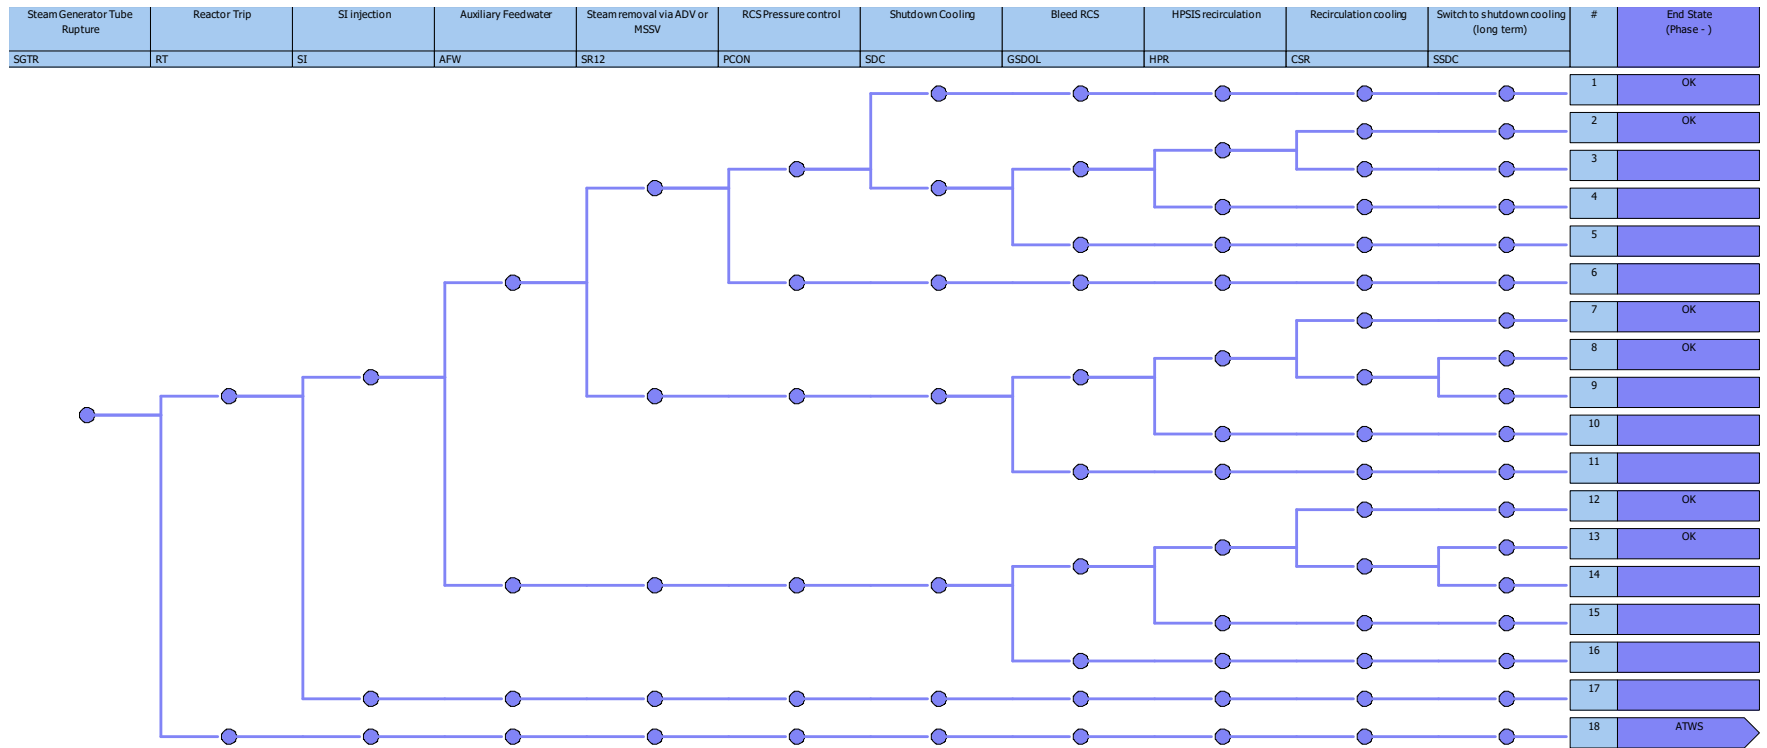 Steam Generator Tube
Rupture
Reactor Trip
SI injection
Auxiliary Feedwater
Steam removal via ADV or
MSSV
RCS Pressure control
Shutdown Cooling
Bleed RCS
HPSIS recirculation
Recirculation cooling
Switch to shutdown cooling
(long term)
#
End State
(Phase - )
SGTR
RT
SI
AFW
SR12
PCON
SDC
GSDOL
HPR
CSR
SSDC
1 OK
2 OK
3
4
5
6
7 OK
8 OK
9
10
11
12 OK
13 OK
14
15
16
17
18 ATWS